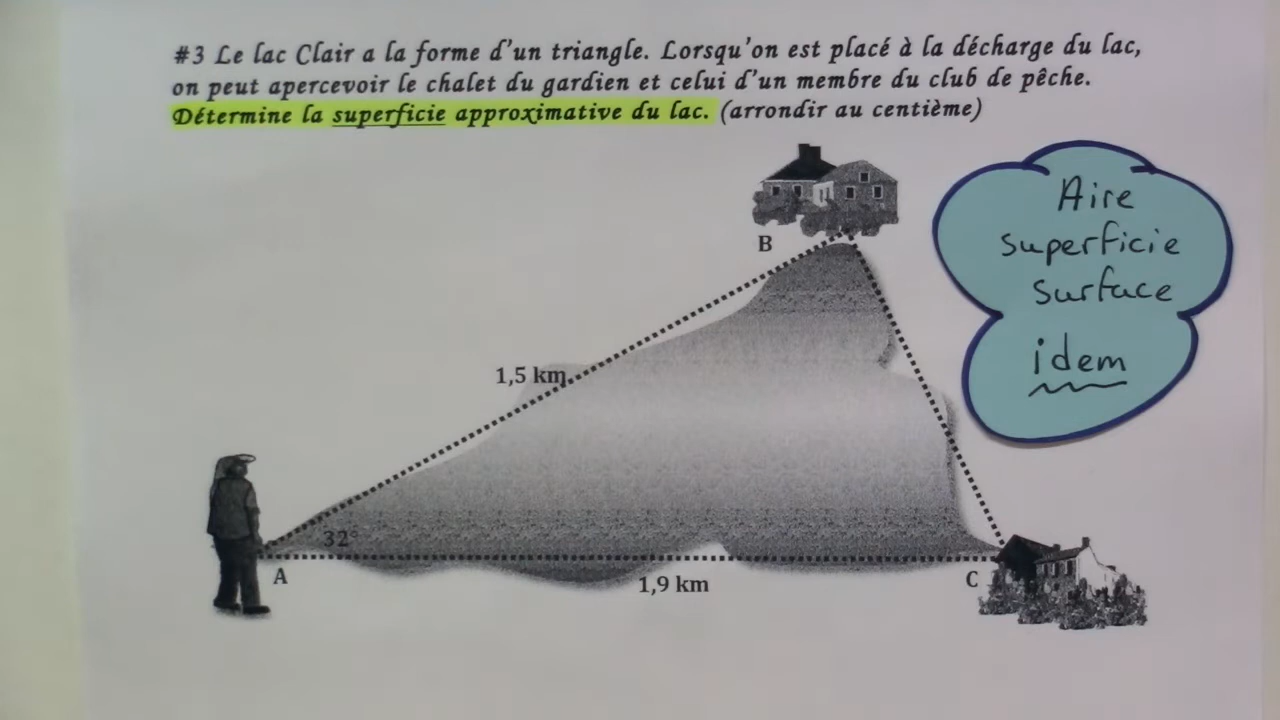 #3 Le lac Clair a la forme d'un triangle. Lorsqu'on est placé à la décharge du lac,
on peut apercevoir le chalet du gardien et celui d'un membre du club de pêche.
Détermine la superficie approximative du lac. (arrondir au centième)
Aire
superficie
surface
idem
B
1,5 km
32°
A
1,9 km
C